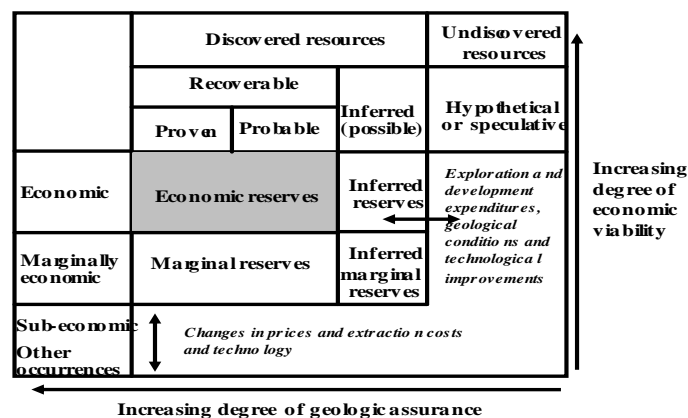 Discovered resources
Undiscovered
resources
Recoverable
Inferred
(possible)
Hypothetical
or speculative
Proven
Probable
Economic
Economic reserves
Inferred
reserves
Exploration and
development
expenditures,
geological
conditions and
technological
improvements
Increasing
degree of
economic
viability
Marginally
economic
Marginal reserves
Inferred
marginal
reserves
Sub-economic
Other
occurrences
Changes in prices and extraction costs
and technology
Increasing degree of geologic assurance